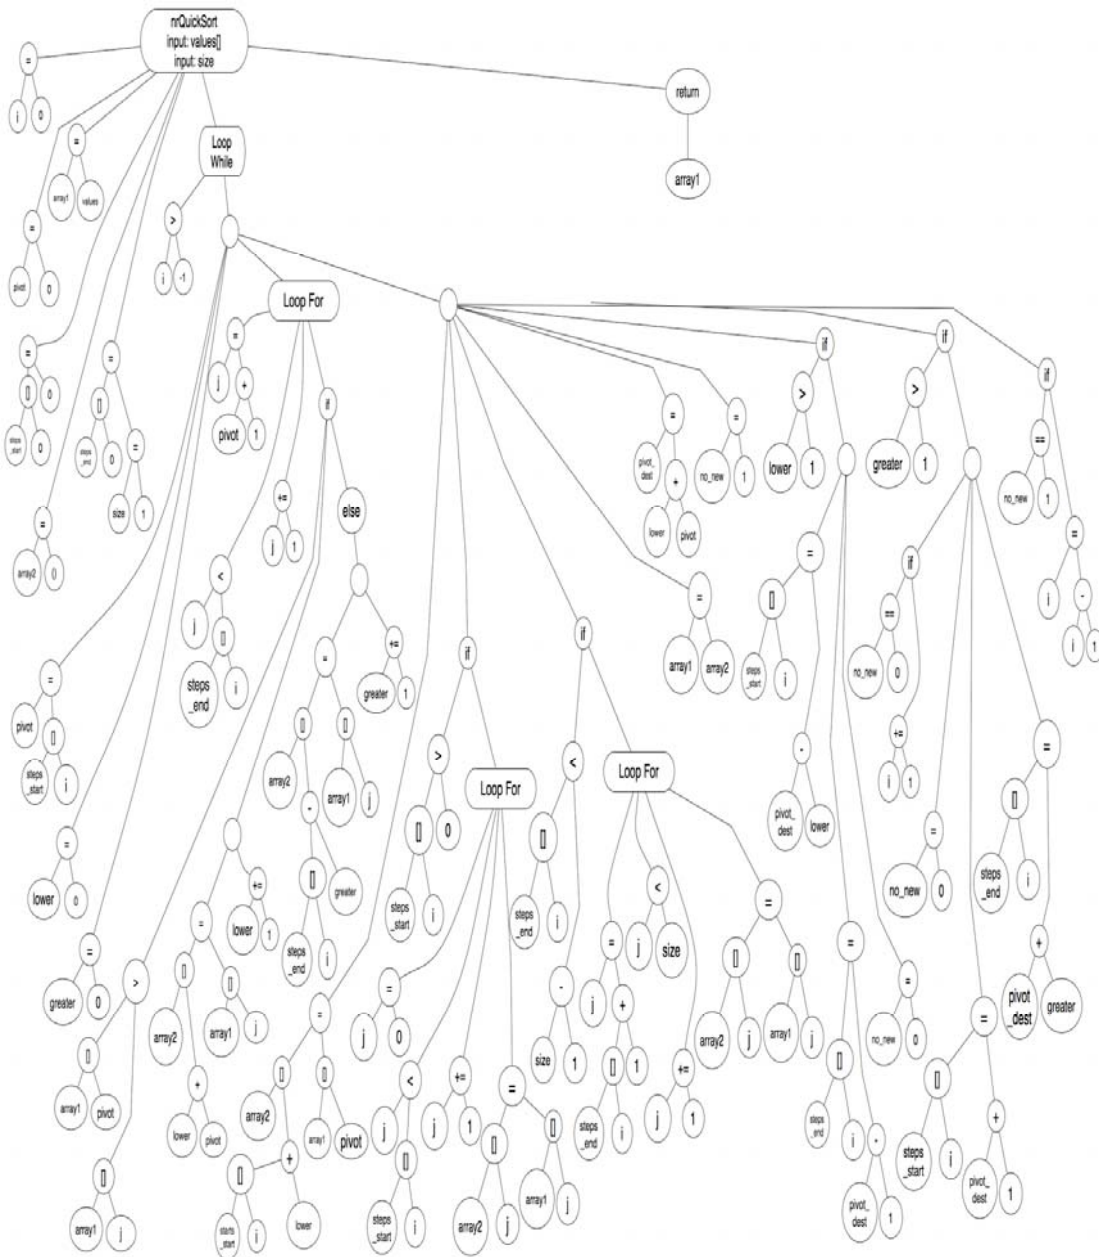 nrQuickSort
input: values[]
input: size
=
i 0
=
array1 values
=
pivot 0
return
array1
Loop
While
>
i -1
=
[] 0
steps
_start 0
=
[] =
steps
_end 0
size 1
=
array2 ()
Loop For
=
j +
pivot 1
<
j []
steps
_end i
+=
j 1
if
else
=
pivot []
steps
_start i
=
lower 0
=
greater 0
>
[] []
array1 pivot
array1 j
=
[] []
array2 -
array1 j
[] greater
steps
_end i
+=
greater 1
=
[] []
array2 +
array1 j
lower pivot
+=
lower 1
=
[] []
array2 +
array1 pivot
[] lower
starts
_start i
if
>
[] 0
steps
_start i
Loop For
=
j 0
<
j []
steps
_start i
+=
j 1
=
[] []
array2 j
array1 j
if
<
[] -
steps
_end i
size 1
Loop For
=
j +
[] 1
steps
_end i
<
j size
+=
j 1
=
[] []
array2 j
array1 j
=
array1 array2
=
pivot_
dest +
lower pivot
=
no_new 1
if
>
lower 1
=
[] -
steps
_start i
pivot_
dest lower
=
[] -
steps
_end i
pivot_
dest 1
=
no_new 0
if
>
greater 1
if
==
no_new 0
+=
i 1
=
no_new 0
=
[] +
steps
_start i
pivot_
dest 1
=
[] +
steps
_end i
pivot
_dest greater
if
==
no_new 1
=
i -
i 1